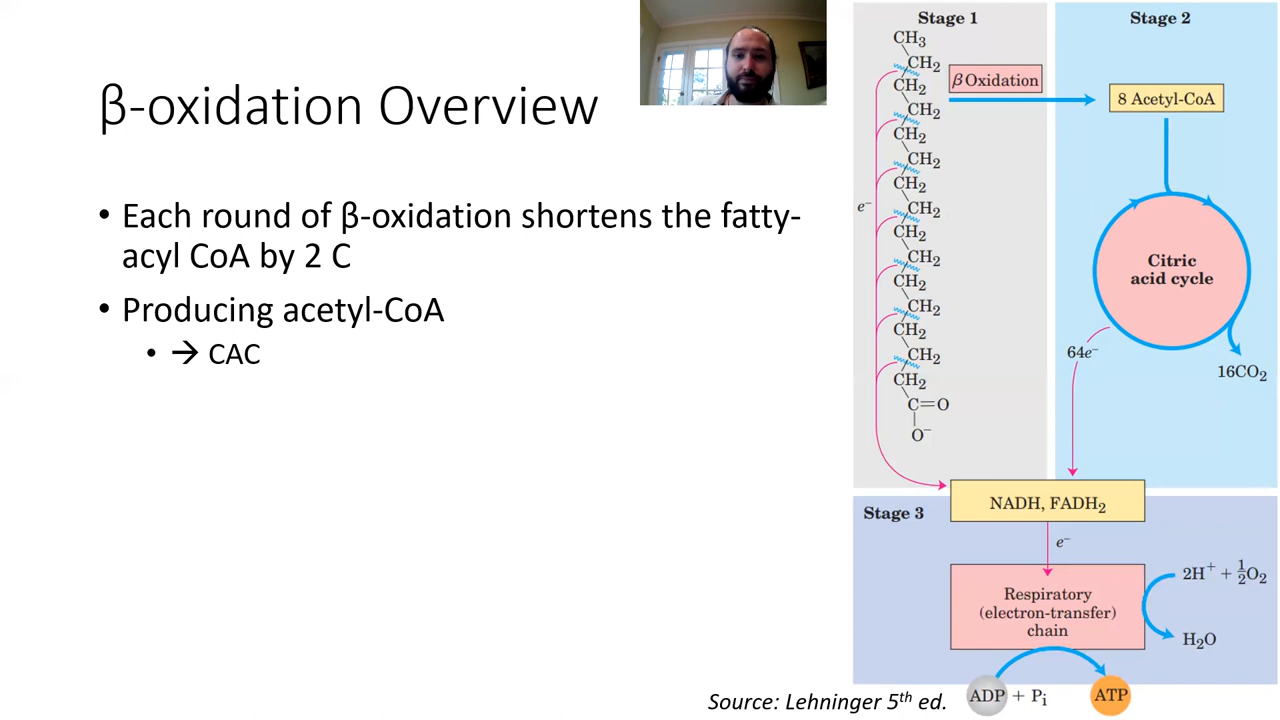 β-oxidation Overview
• Each round of β-oxidation shortens the fatty-
acyl CoA by 2 C
• Producing acetyl-CoA
• → CAC
Stage 1
CH₃
CH₂
CH₂
CH₂
CH₂
CH₂
CH₂
CH₂
CH₂
CH₂
CH₂
CH₂
CH₂
CH₂
CH₂
C=O
O⁻
e⁻
β Oxidation
Stage 2
8 Acetyl-CoA
Citric
acid cycle
64e⁻
16CO₂
Stage 3
NADH, FADH₂
e⁻
Respiratory
(electron-transfer)
chain
2H⁺ + ½O₂
H₂O
ADP + Pᵢ
ATP
Source: Lehninger 5th ed.